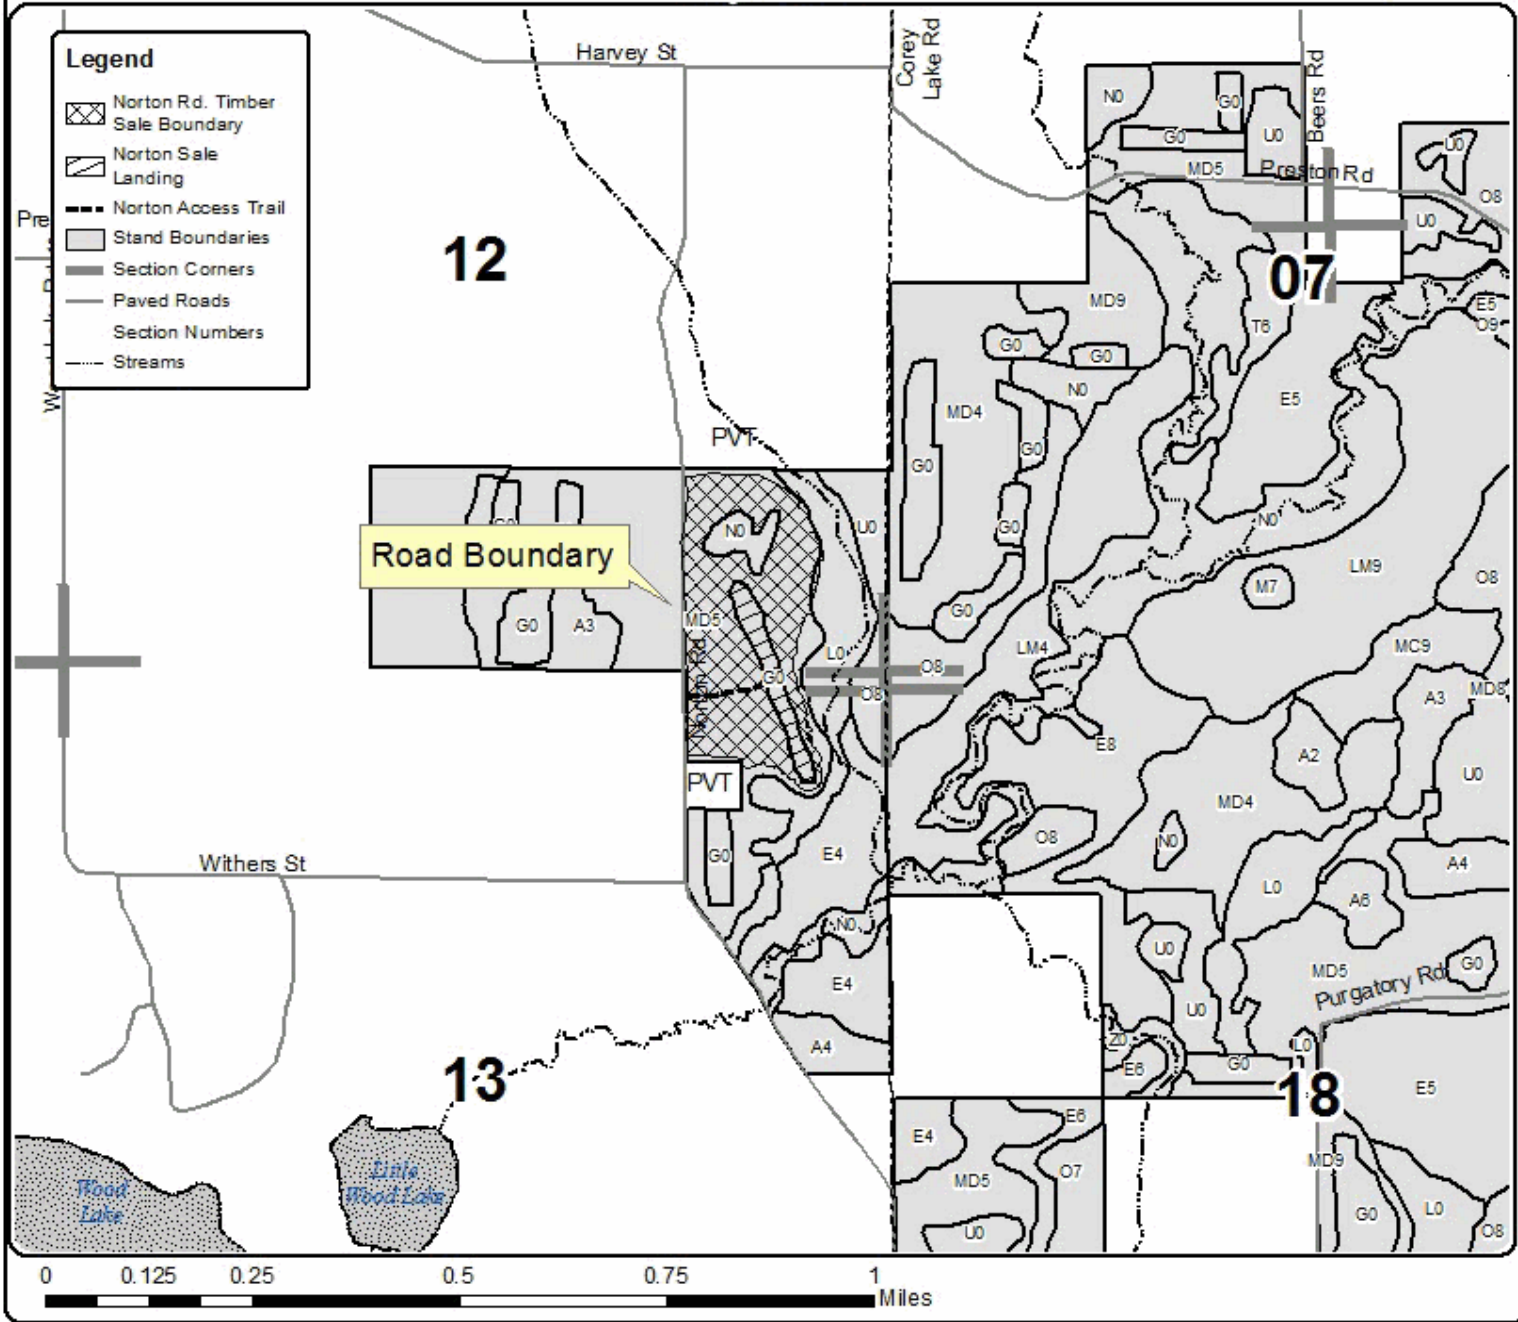 Legend
Norton Rd. Timber
Sale Boundary
Norton Sale
Landing
Norton Access Trail
Stand Boundaries
Section Corners
Paved Roads
Section Numbers
Streams
Harvey St
Corey
Lake Rd
Beers Rd
N0
G0
G0
U0
U0
MD5
Preston Rd
O8
Pre
U0
12
07
MD9
E5
O9
T6
G0
G0
N0
E5
MD4
PVT
G0
G0
N0
U0
G0
N0
Road Boundary
LM9
M7
O8
G0
G0
A3
MD5
L0
LM4
MC9
O8
G0
O8
A3
MD8
Norton Rd
E8
A2
U0
PVT
MD4
O8
N0
G0
E4
Withers St
L0
A4
A6
N0
U0
MD5
G0
E4
Purgatory Rd
U0
Z0
L0
A4
E6
G0
13
18
E5
E4
E6
MD9
O7
MD5
Wood
Lake
Little
Wood Lake
G0
L0
U0
O8
0 0.125 0.25 0.5 0.75 1
Miles